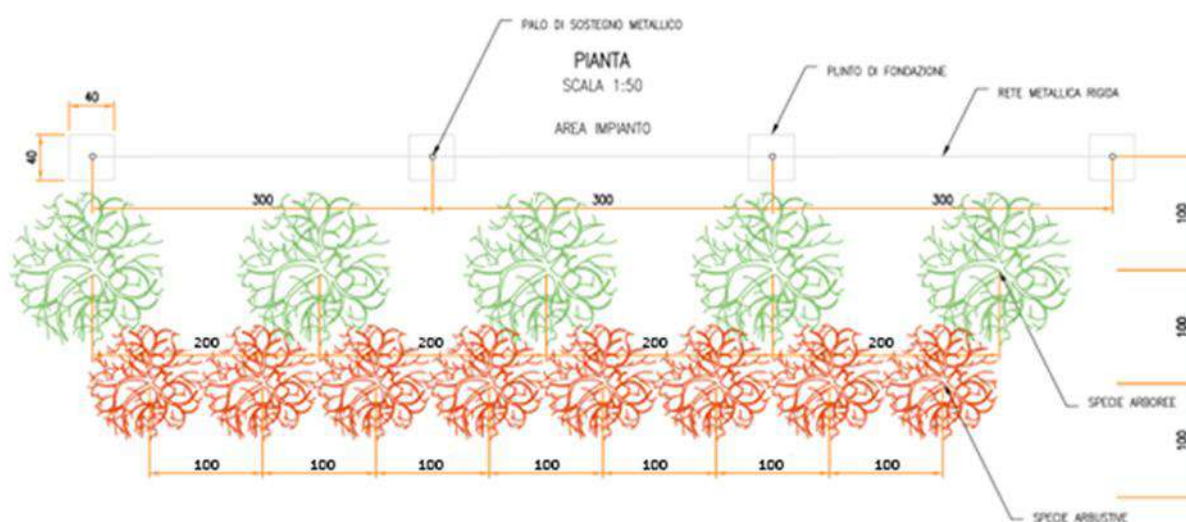 PALO DI SOSTEGNO METALLICO
PIANTA
SCALA 1:50
PLINTO DI FONDAZIONE
RETE METALLICA RIGIDA
40
AREA IMPIANTO
40
300
300
300
100
200
200
200
200
100
SPECIE ARBOREE
100
100
100
100
100
100
100
100
SPECIE ARBUSTIVE